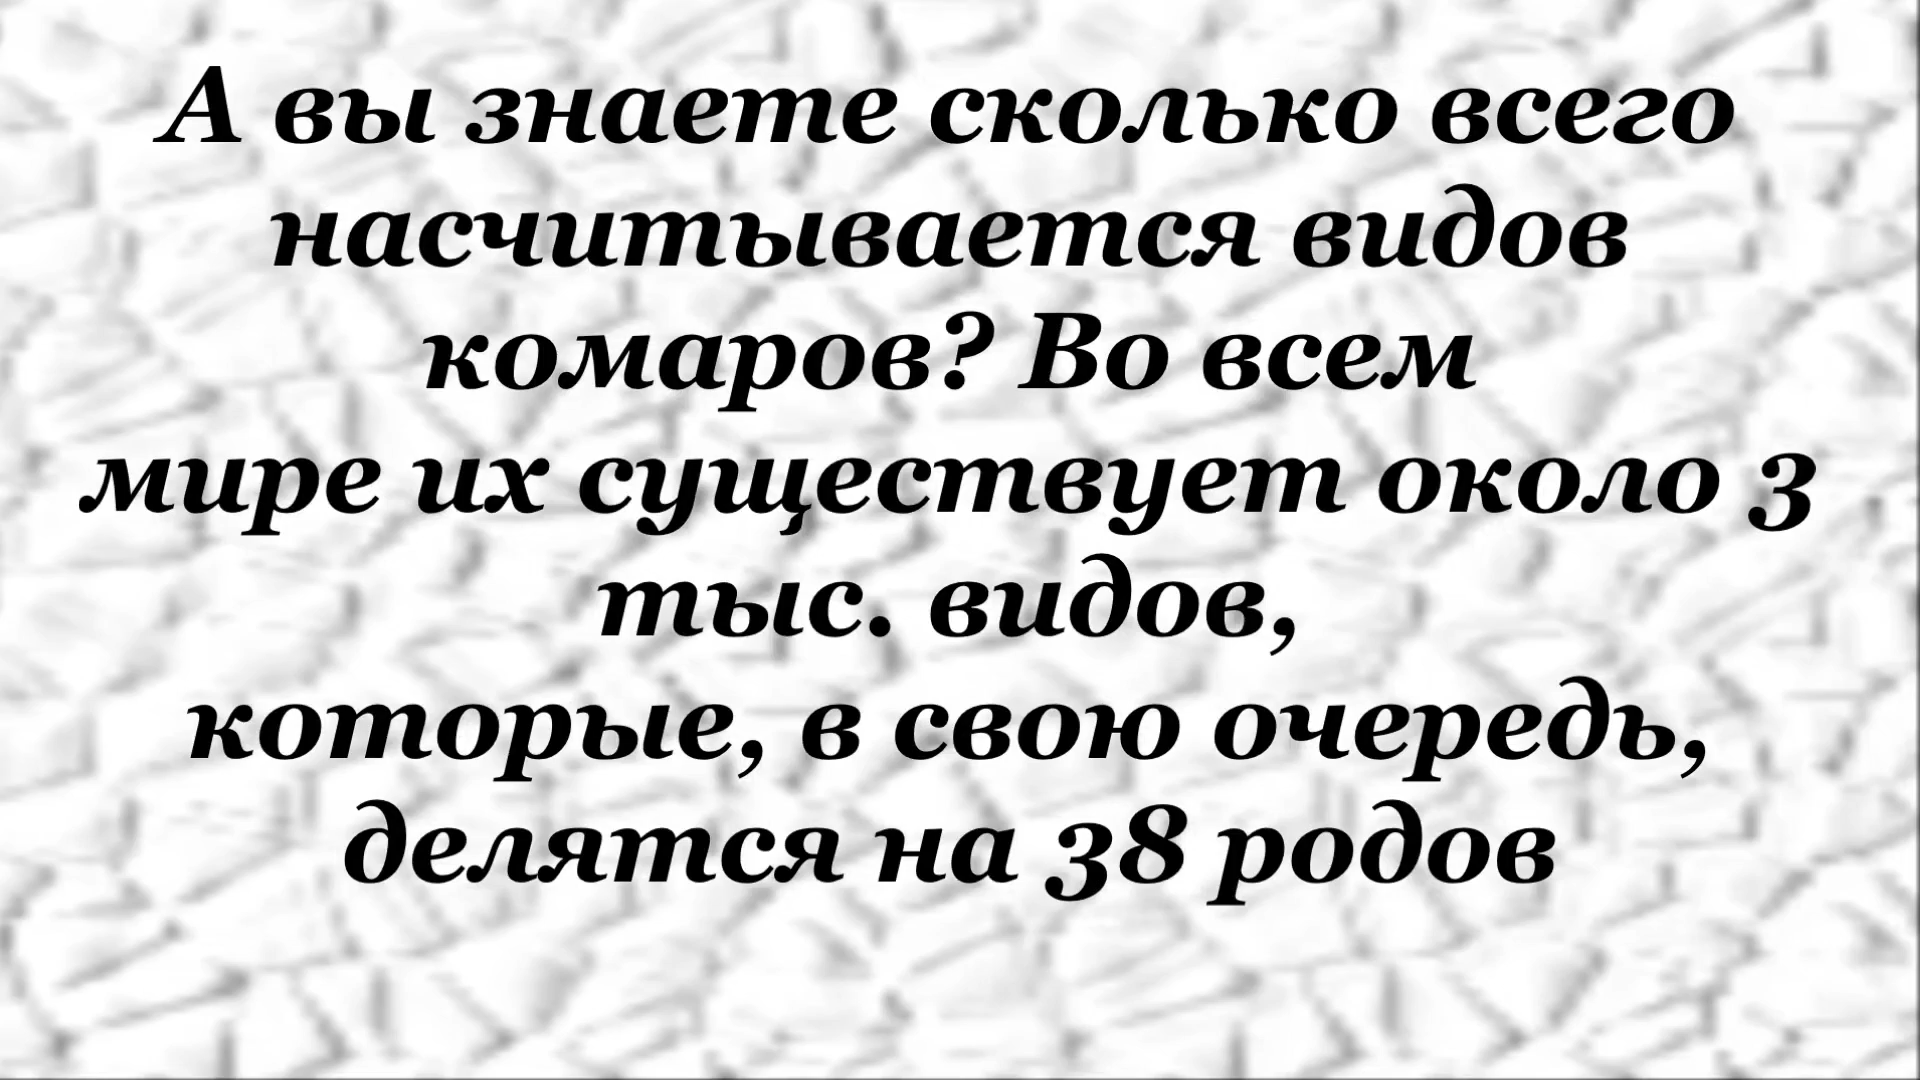 А вы знаете сколько всего
насчитывается видов
комаров? Во всем
мире их существует около 3
тыс. видов,
которые, в свою очередь,
делятся на 38 родов